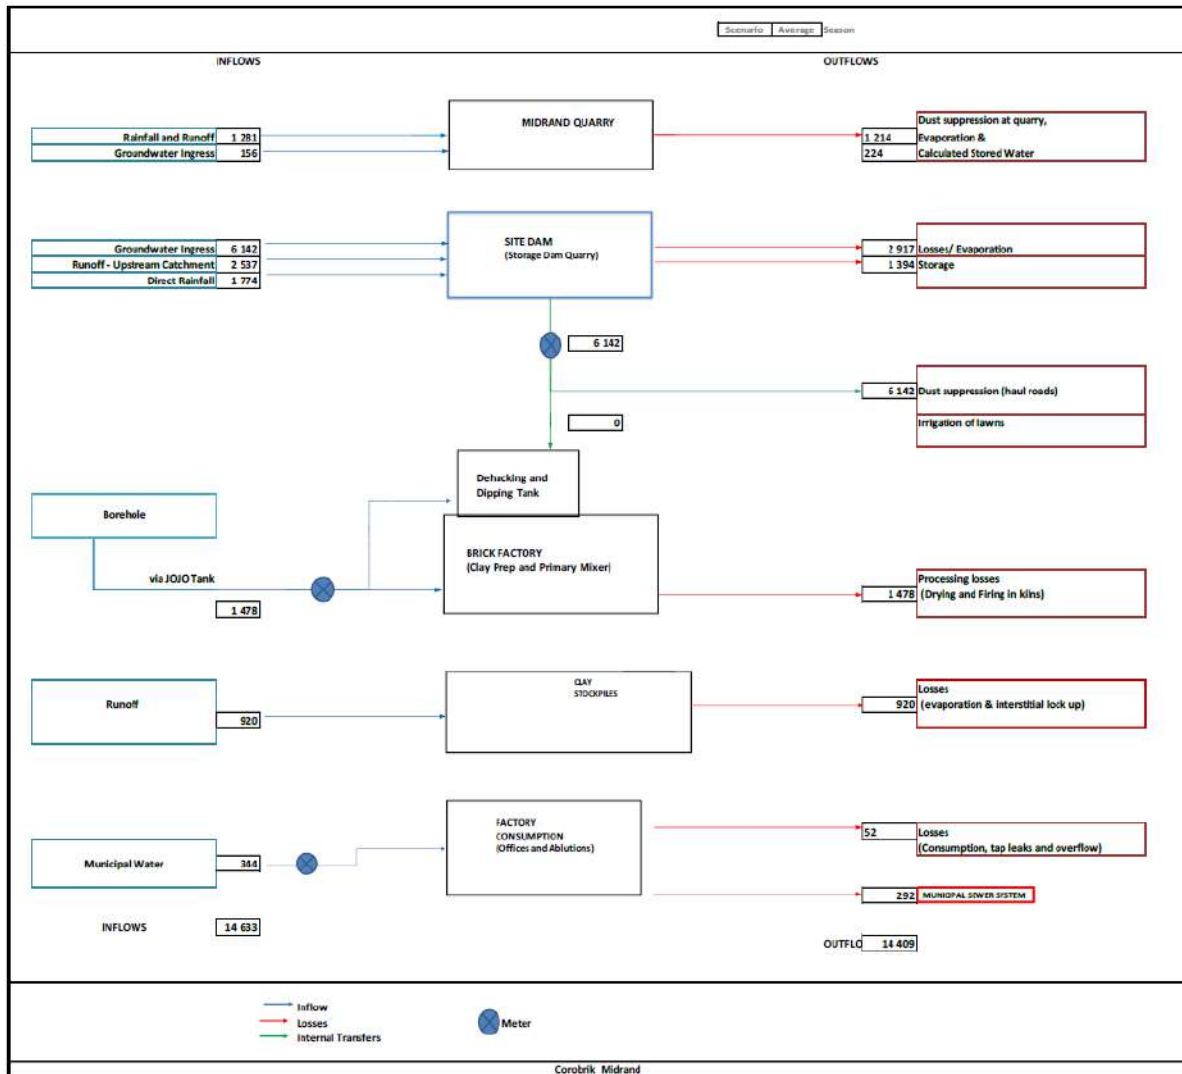 Scenario Average Season
INFLOWS OUTFLOWS
MIDRAND QUARRY
Rainfall and Runoff 1 281
Groundwater Ingress 156
Dust suppression at quarry,
1 214 Evaporation &
224 Calculated Stored Water
SITE DAM
(Storage Dam Quarry)
Groundwater Ingress 6 142
Runoff - Upstream Catchment 2 537
Direct Rainfall 1 774
2 917 Losses/ Evaporation
1 394 Storage
6 142
6 142 Dust suppression (haul roads)
Irrigation of lawns
0
Dehacking and
Dipping Tank
Borehole
via JOJO Tank
1 478
BRICK FACTORY
(Clay Prep and Primary Mixer)
Processing losses
1 478 (Drying and Firing in kilns)
Runoff
920
CLAY
STOCKPILES
Losses
920 (evaporation & interstitial lock up)
Municipal Water 344
FACTORY
CONSUMPTION
(Offices and Ablutions)
52 Losses
(Consumption, tap leaks and overflow)
292 MUNICIPAL SEWER SYSTEM
INFLOWS 14 633
OUTFLO 14 409
Inflow
Losses
Internal Transfers
Meter
Corobrik Midrand